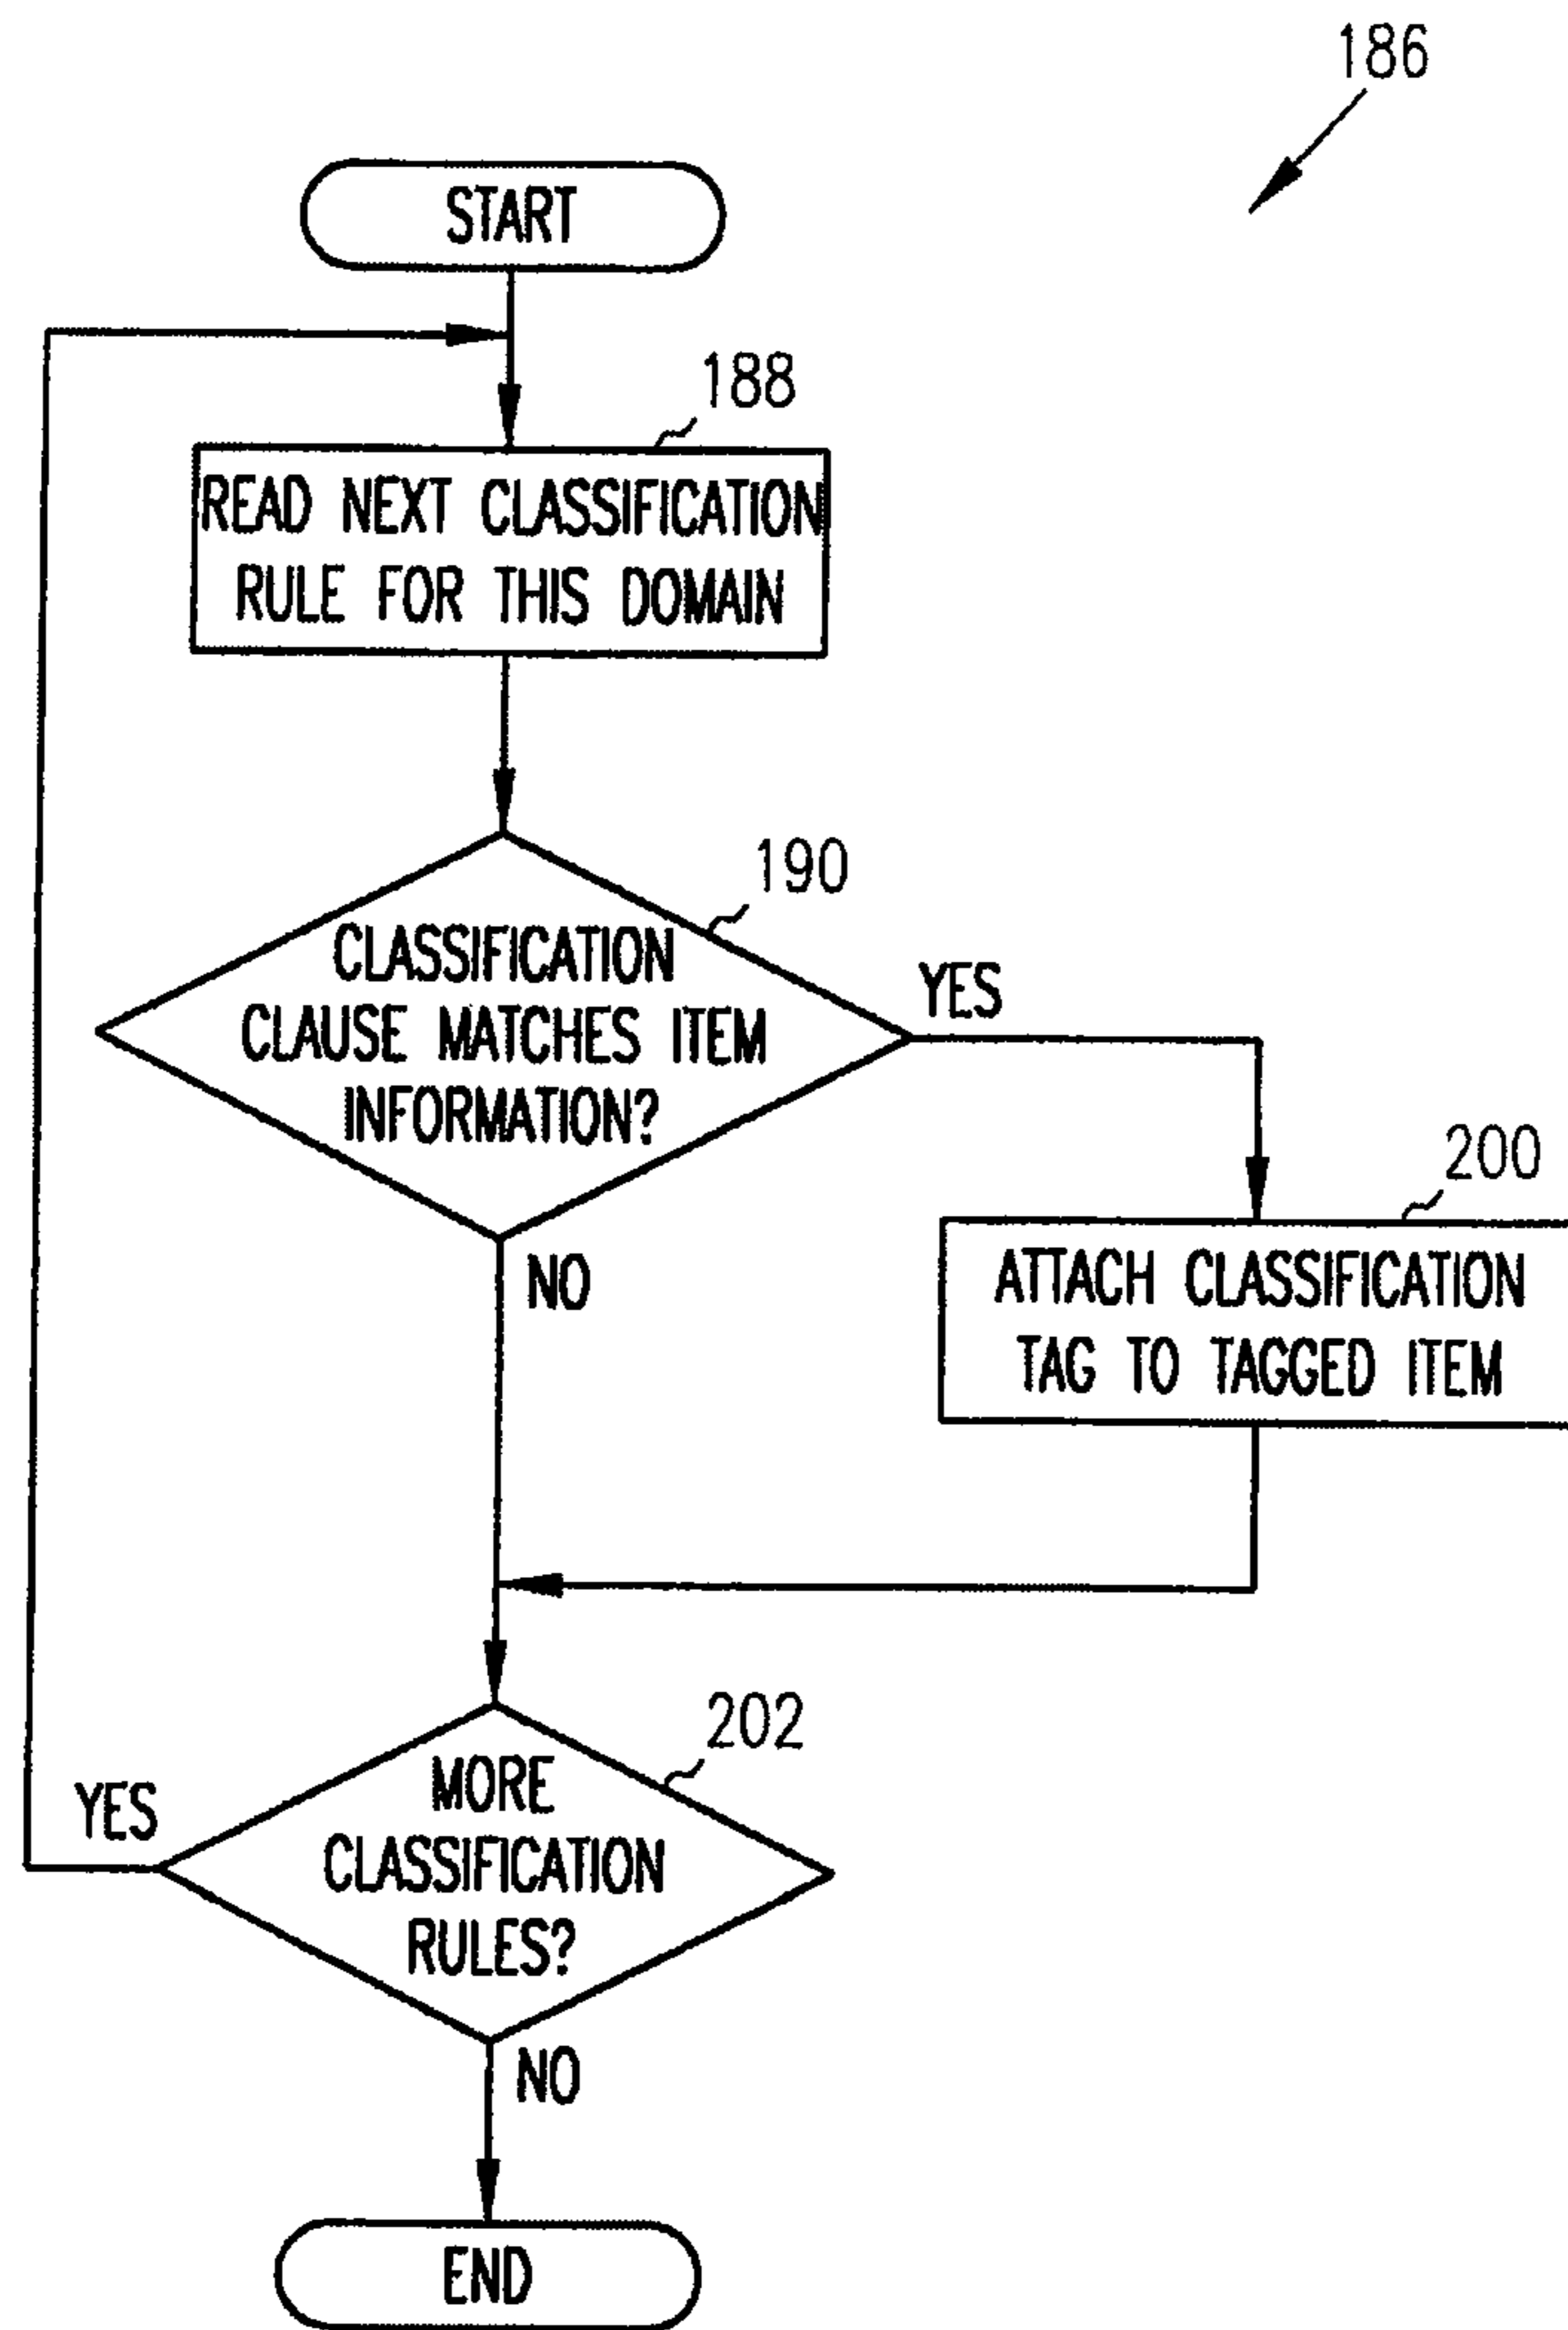 186
START
188
READ NEXT CLASSIFICATION
RULE FOR THIS DOMAIN
190
CLASSIFICATION
CLAUSE MATCHES ITEM
INFORMATION?
YES
NO
200
ATTACH CLASSIFICATION
TAG TO TAGGED ITEM
202
MORE
CLASSIFICATION
RULES?
YES
NO
END